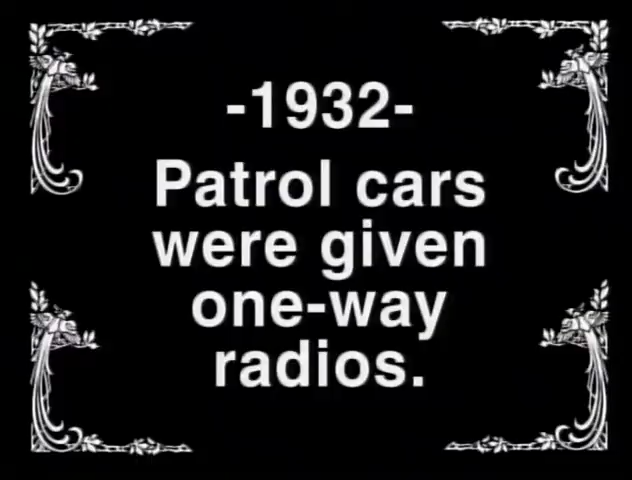 -1932-
Patrol cars
were given
one-way
radios.